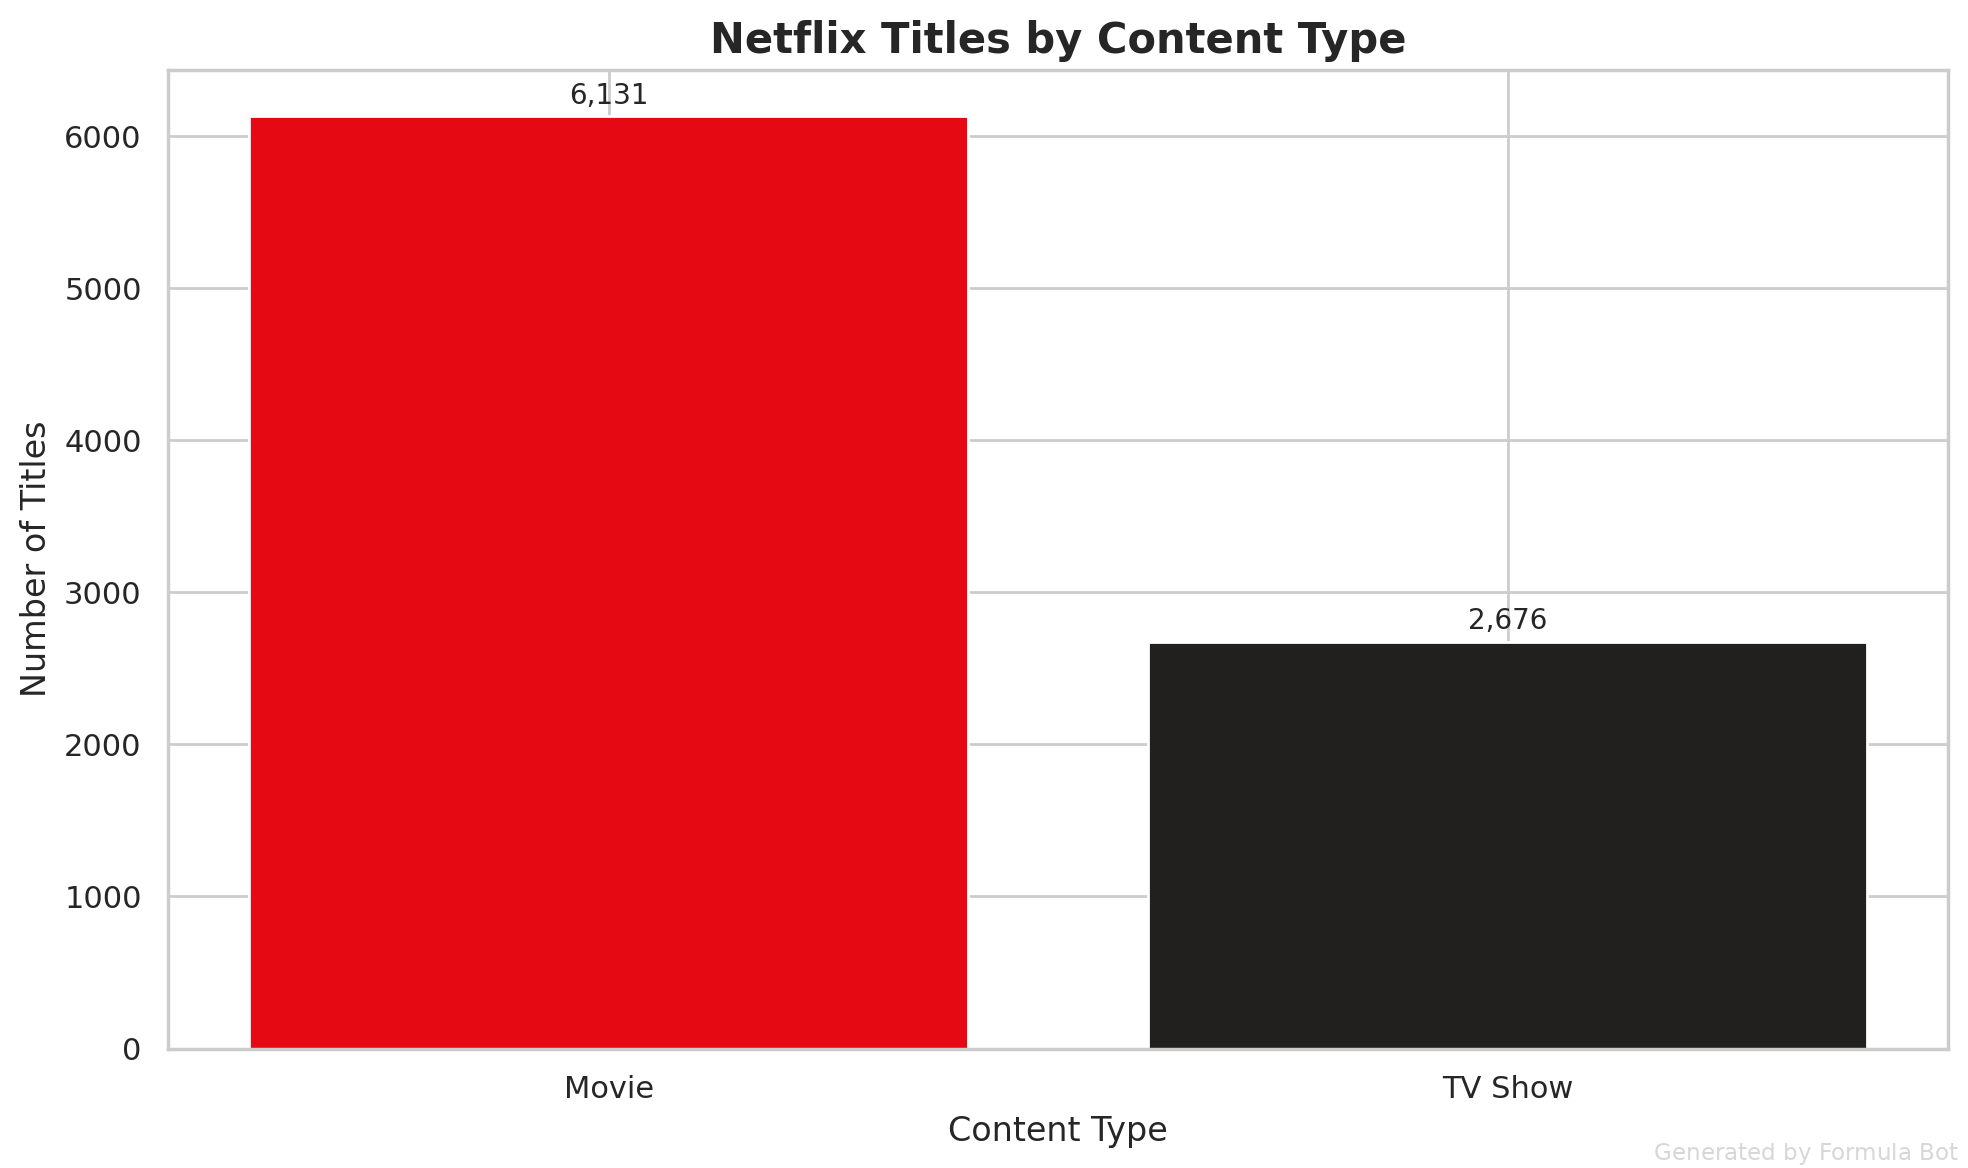 Netflix Titles by Content Type
6,131
2,676
Number of Titles
6000
5000
4000
3000
2000
1000
0
Movie
TV Show
Content Type
Generated by Formula Bot